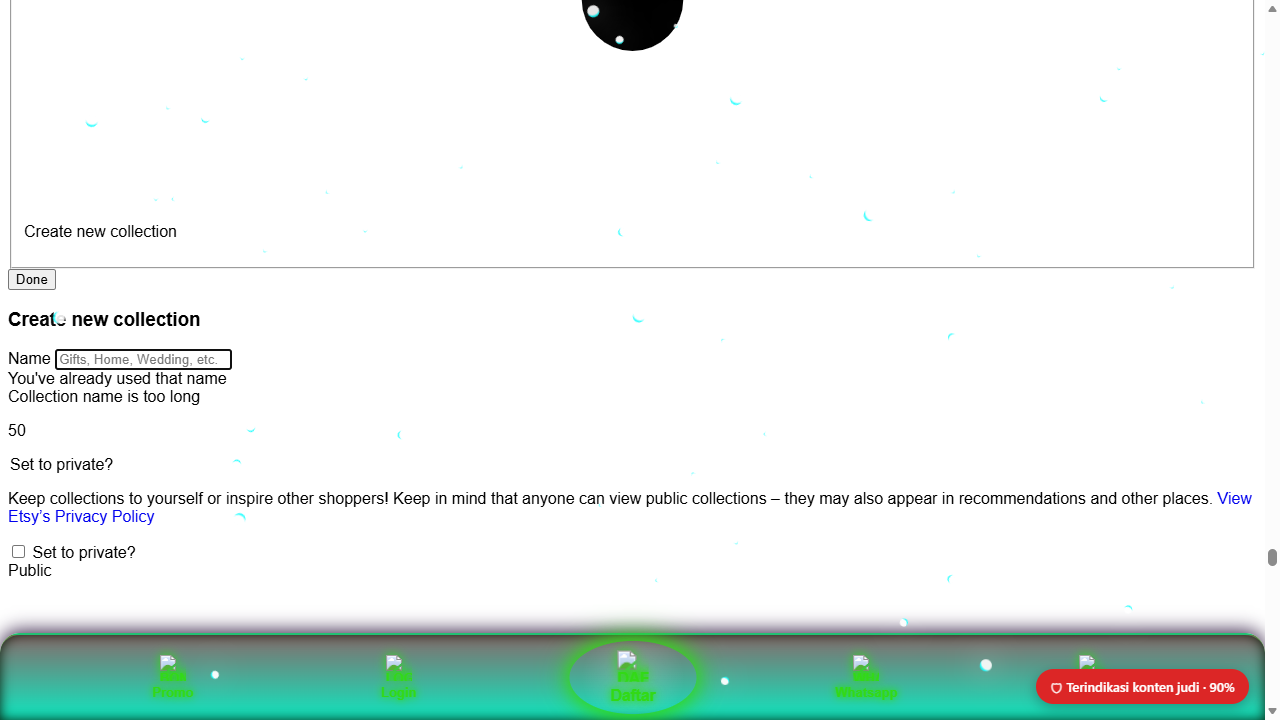 Create new collection
Done
Create new collection
Name Gifts, Home, Wedding, etc.
You've already used that name
Collection name is too long
50
Set to private?
Keep collections to yourself or inspire other shoppers! Keep in mind that anyone can view public collections – they may also appear in recommendations and other places. View
Etsy's Privacy Policy
Set to private?
Public
Promo
Login
Daftar
Whatsapp
Terindikasi konten judi · 90%